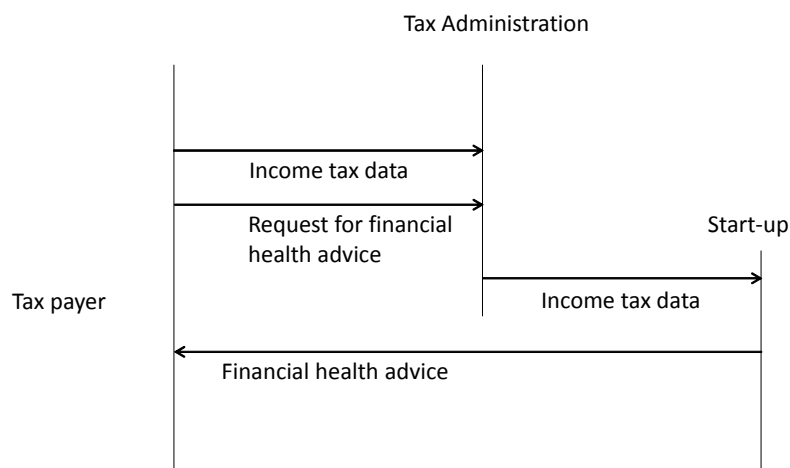 Tax Administration
Income tax data
Request for financial
health advice
Start-up
Income tax data
Tax payer
Financial health advice